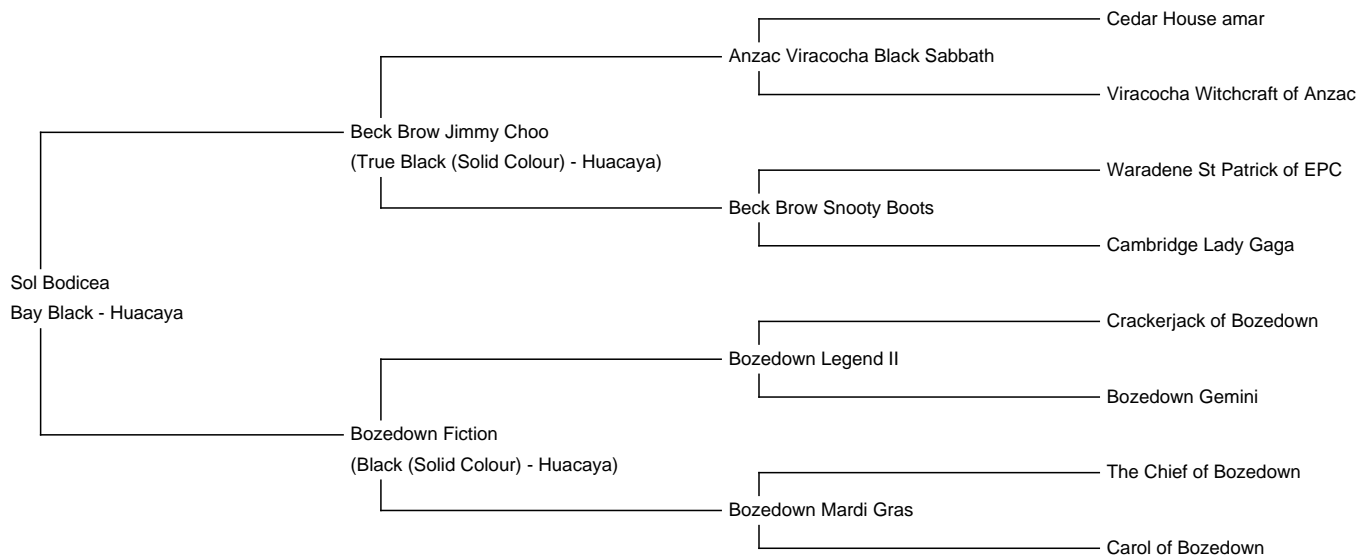 Cedar House amar
Anzac Viracocha Black Sabbath
Viracocha Witchcraft of Anzac
Beck Brow Jimmy Choo
(True Black (Solid Colour) - Huacaya)
Waradene St Patrick of EPC
Beck Brow Snooty Boots
Cambridge Lady Gaga
Sol Bodicea
Bay Black - Huacaya
Crackerjack of Bozedown
Bozedown Legend II
Bozedown Gemini
Bozedown Fiction
(Black (Solid Colour) - Huacaya)
The Chief of Bozedown
Bozedown Mardi Gras
Carol of Bozedown